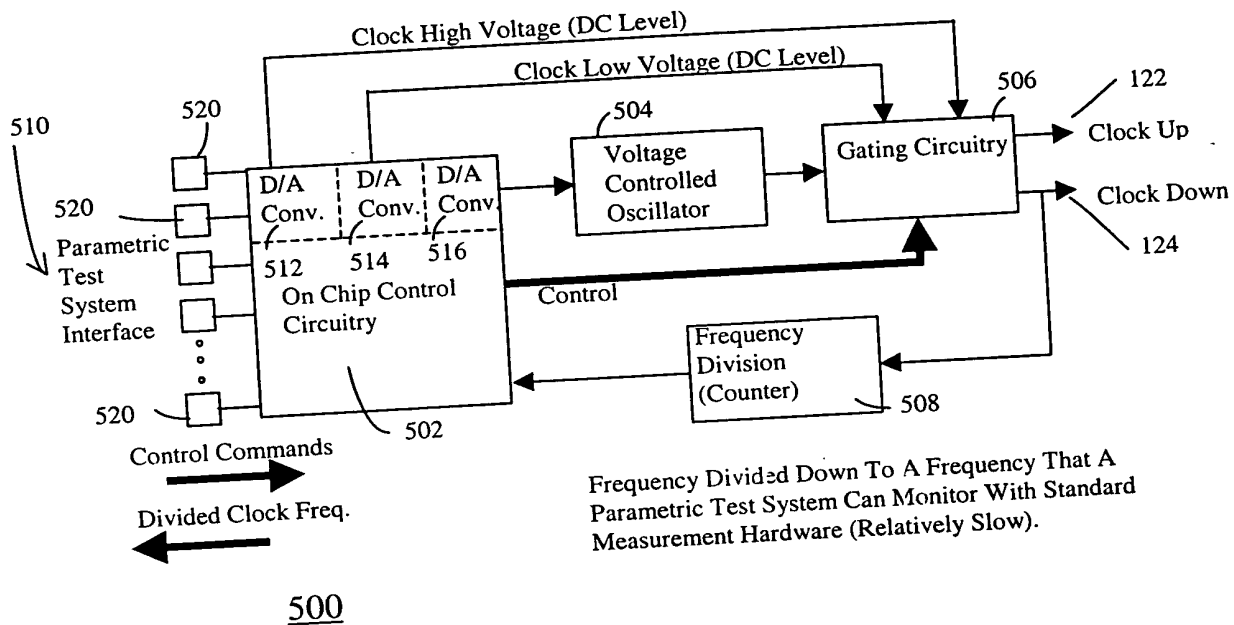 Clock High Voltage (DC Level)
Clock Low Voltage (DC Level)
510
520
504
506
122
Clock Up
Voltage
Controlled
Oscillator
Gating Circuitry
D/A
Conv.
D/A
Conv.
D/A
Conv.
520
Clock Down
124
Parametric
Test
System
Interface
512
514
516
On Chip Control
Circuitry
Control
Frequency
Division
(Counter)
508
520
502
Control Commands
Divided Clock Freq.
Frequency Divided Down To A Frequency That A
Parametric Test System Can Monitor With Standard
Measurement Hardware (Relatively Slow).
500